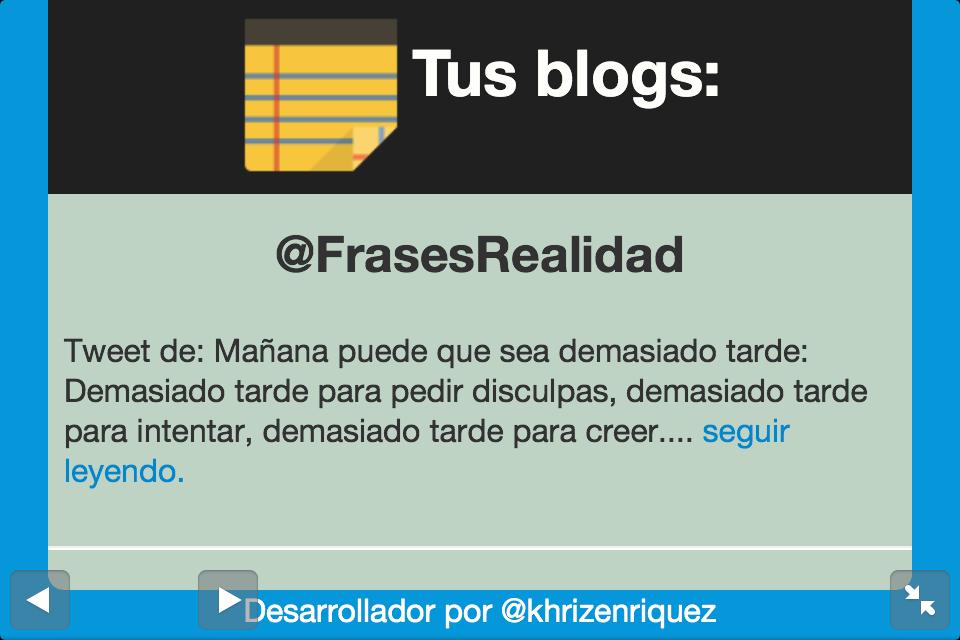 Tus blogs:
@FrasesRealidad
Tweet de: Mañana puede que sea demasiado tarde:
Demasiado tarde para pedir disculpas, demasiado tarde
para intentar, demasiado tarde para creer.... seguir
leyendo.
Desarrollador por @khrizenriquez